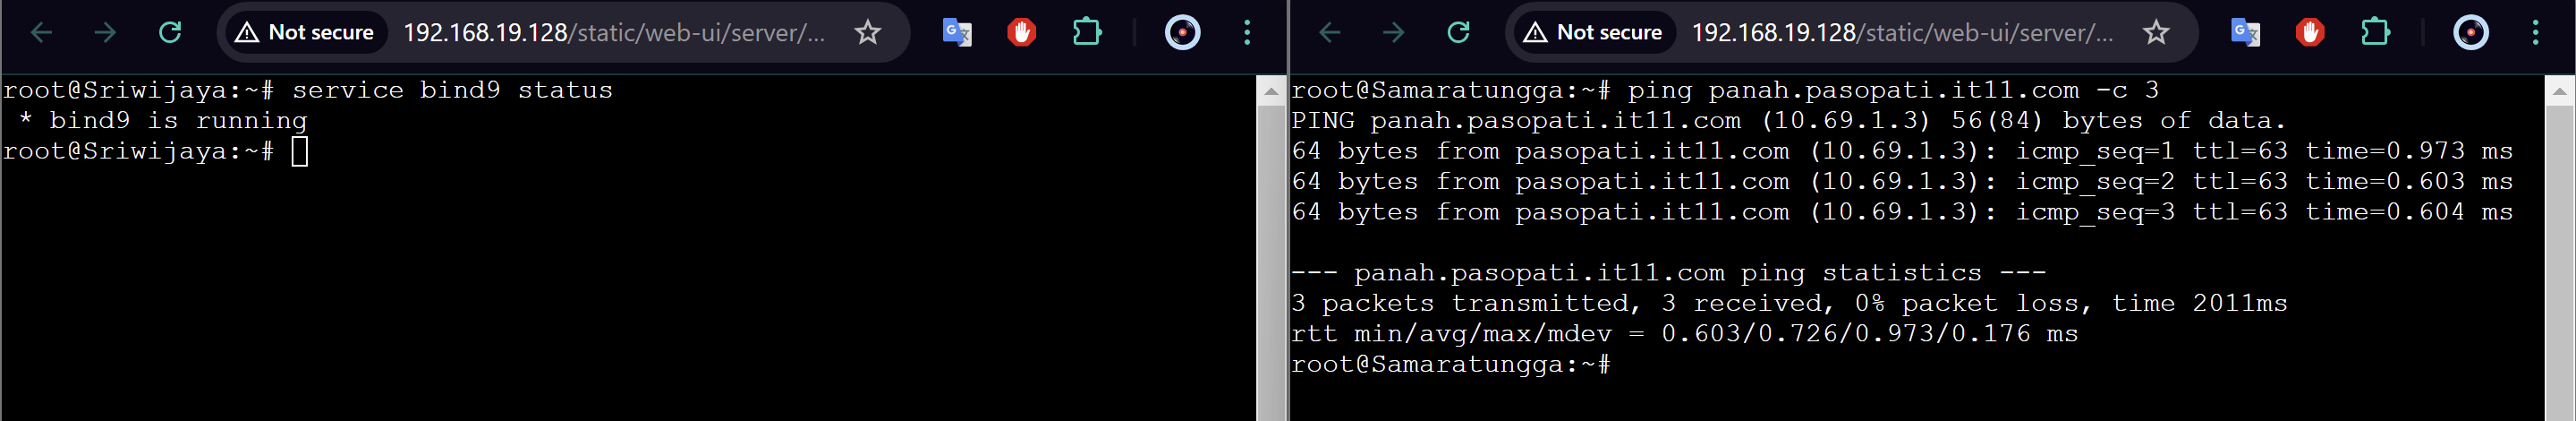 Not secure 192.168.19.128/static/web-ui/server/...
root@Sriwijaya:~# service bind9 status
 * bind9 is running
root@Sriwijaya:~#
Not secure 192.168.19.128/static/web-ui/server/...
root@Samaratungga:~# ping panah.pasopati.it11.com -c 3
PING panah.pasopati.it11.com (10.69.1.3) 56(84) bytes of data.
64 bytes from pasopati.it11.com (10.69.1.3): icmp_seq=1 ttl=63 time=0.973 ms
64 bytes from pasopati.it11.com (10.69.1.3): icmp_seq=2 ttl=63 time=0.603 ms
64 bytes from pasopati.it11.com (10.69.1.3): icmp_seq=3 ttl=63 time=0.604 ms
--- panah.pasopati.it11.com ping statistics ---
3 packets transmitted, 3 received, 0% packet loss, time 2011ms
rtt min/avg/max/mdev = 0.603/0.726/0.973/0.176 ms
root@Samaratungga:~#